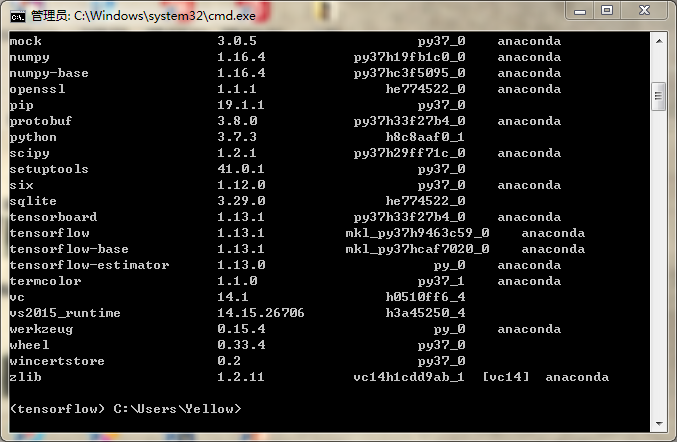 管理员: C:\Windows\system32\cmd.exe
mock 3.0.5 py37_0 anaconda
numpy 1.16.4 py37h19fb1c0_0 anaconda
numpy-base 1.16.4 py37hc3f5095_0 anaconda
openssl 1.1.1 he774522_0 anaconda
pip 19.1.1 py37_0
protobuf 3.8.0 py37h33f27b4_0 anaconda
python 3.7.3 h8c8aaf0_1
scipy 1.2.1 py37h29ff71c_0 anaconda
setuptools 41.0.1 py37_0
six 1.12.0 py37_0 anaconda
sqlite 3.29.0 he774522_0
tensorboard 1.13.1 py37h33f27b4_0 anaconda
tensorflow 1.13.1 mkl_py37h9463c59_0 anaconda
tensorflow-base 1.13.1 mkl_py37hcaf7020_0 anaconda
tensorflow-estimator 1.13.0 py_0 anaconda
termcolor 1.1.0 py37_1 anaconda
vc 14.1 h0510ff6_4
vs2015_runtime 14.15.26706 h3a45250_4
werkzeug 0.15.4 py_0 anaconda
wheel 0.33.4 py37_0
wincertstore 0.2 py37_0
zlib 1.2.11 vc14h1cdd9ab_1 [vc14] anaconda
(tensorflow) C:\Users\Yellow>